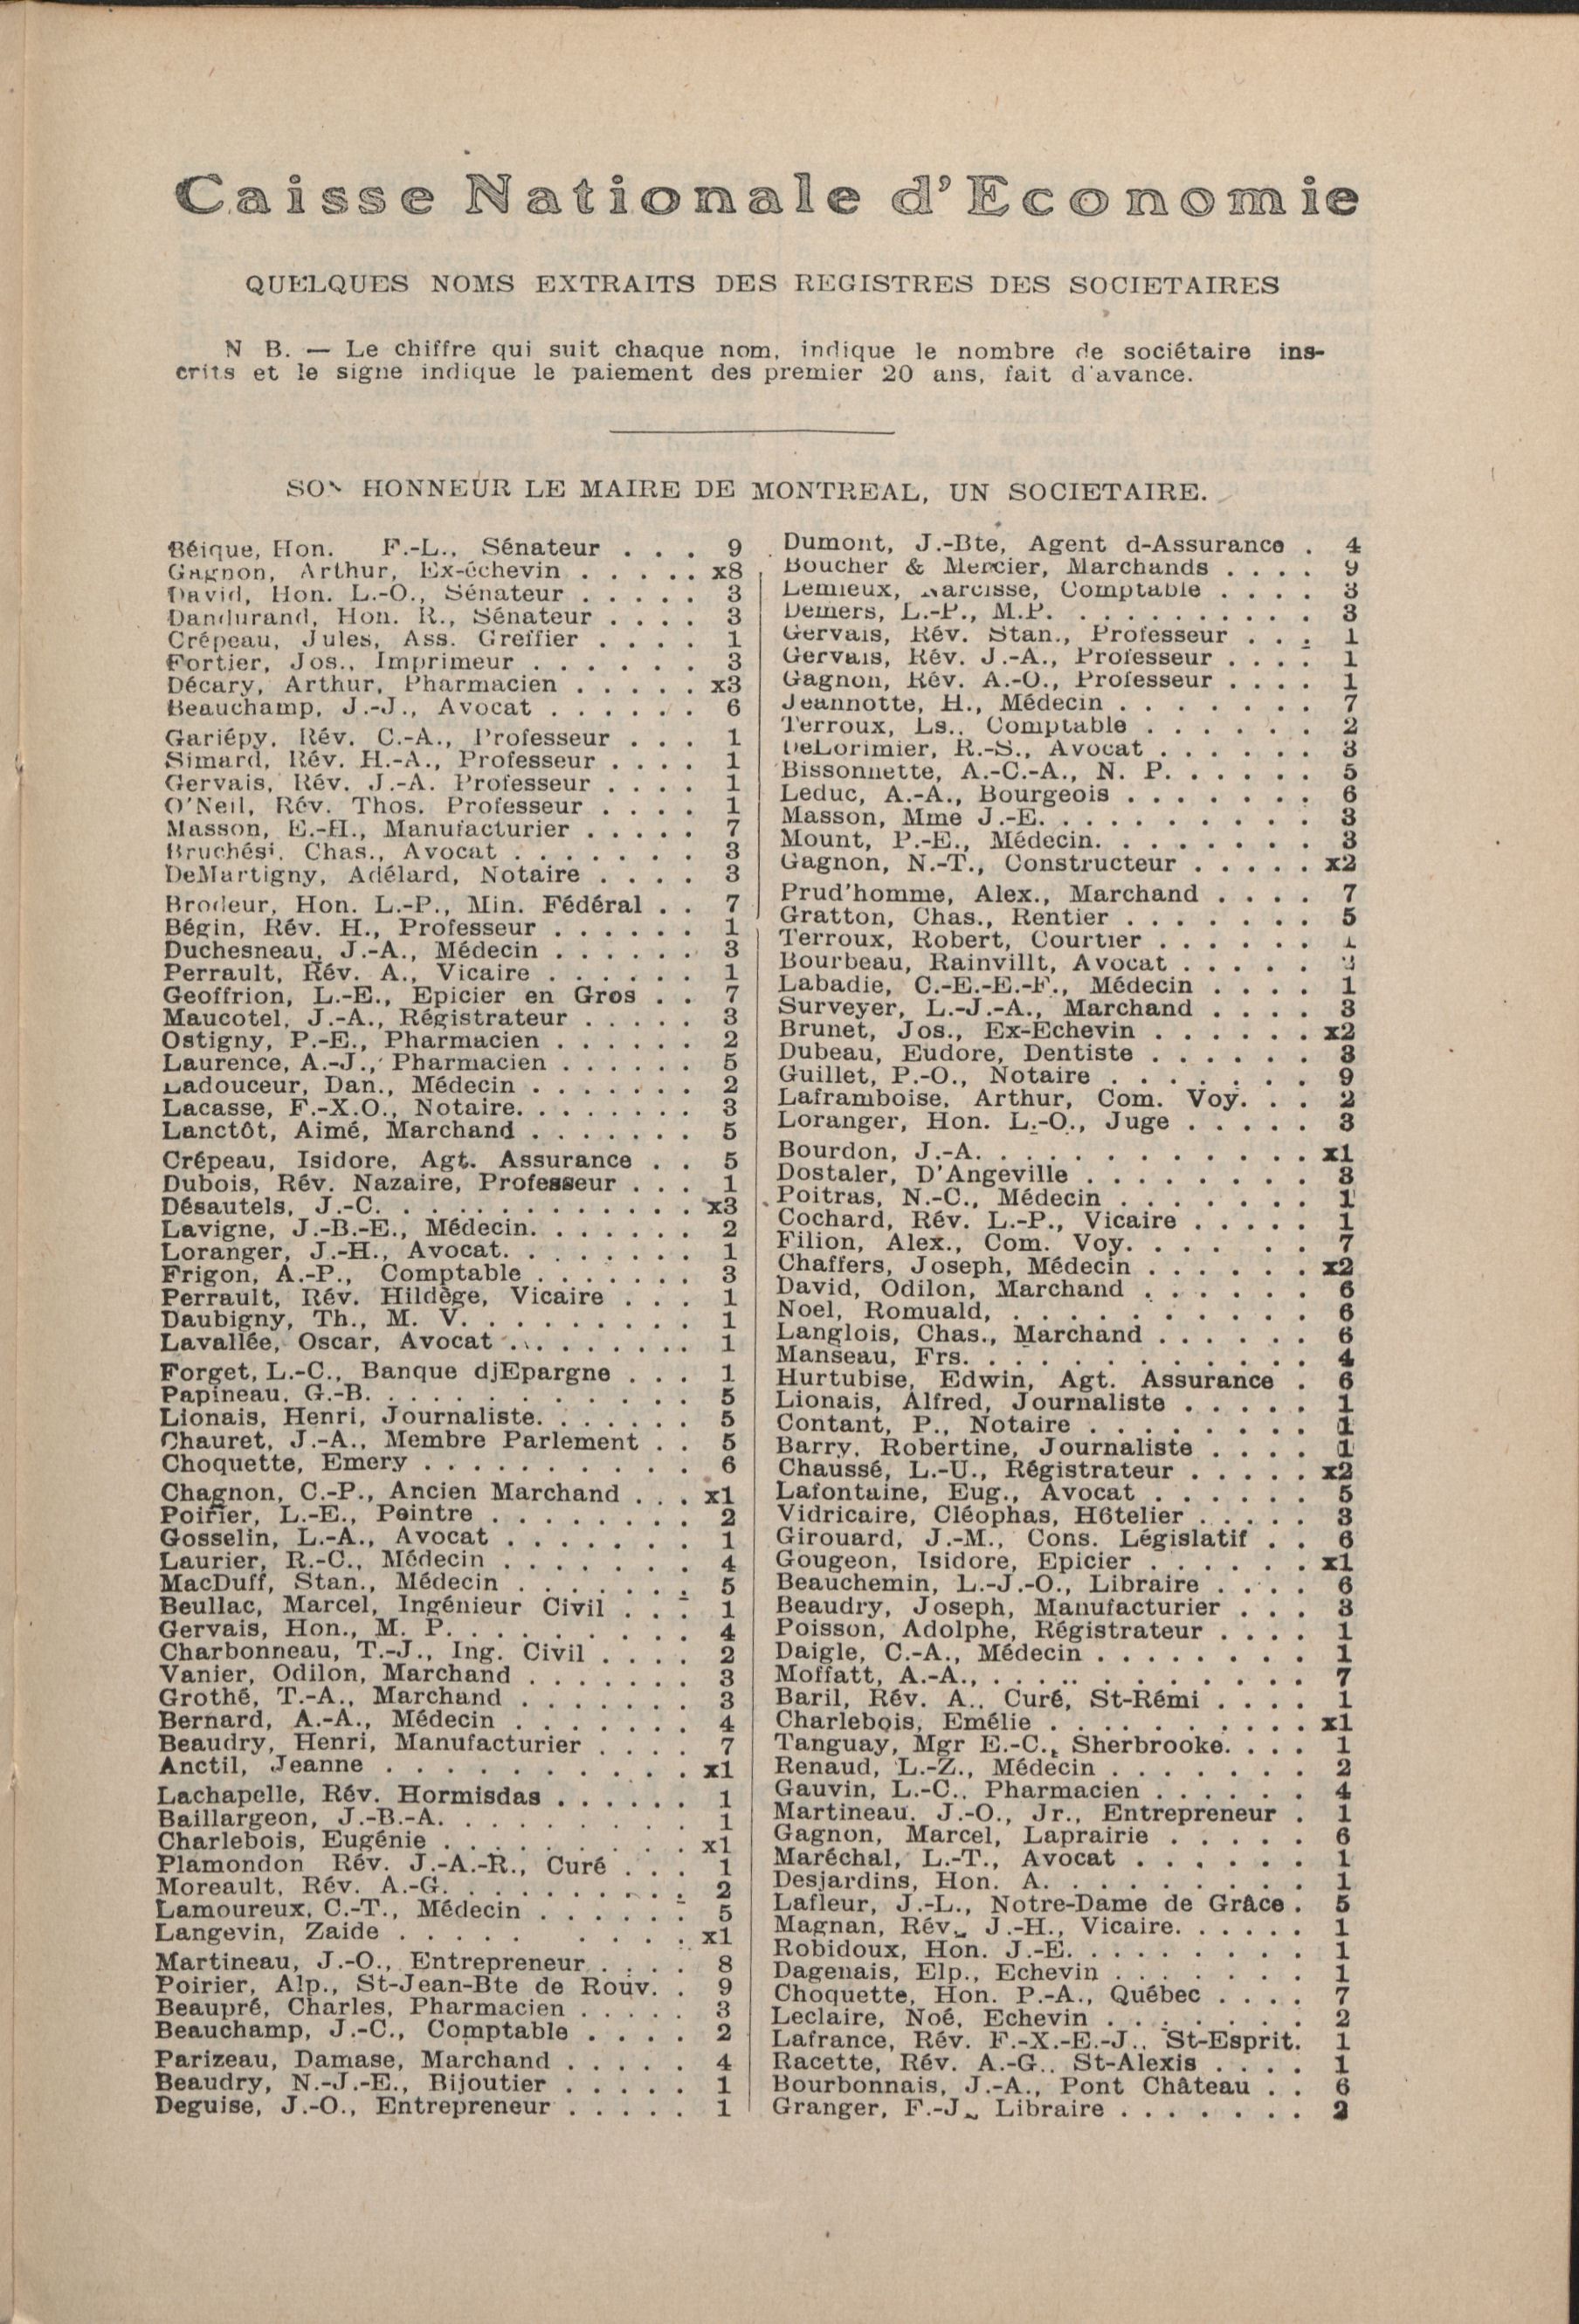 Caisse Nationale d'Economie
QUELQUES NOMS EXTRAITS DES REGISTRES DES SOCIETAIRES
N B. — Le chiffre qui suit chaque nom, indique le nombre de sociétaire ins-
crits et le signe indique le paiement des premier 20 ans, fait d'avance.
SON HONNEUR LE MAIRE DE MONTREAL, UN SOCIETAIRE.
Béique, Hon. F.-L., Sénateur . . . 9
Gagnon, Arthur, Ex-échevin . . . . . x8
David, Hon. L.-O., Sénateur . . . . . 3
Dandurand, Hon. R., Sénateur . . . . 3
Crépeau, Jules, Ass. Greffier . . . . 1
Fortier, Jos., Imprimeur . . . . . . 3
Décary, Arthur, Pharmacien . . . . . x3
Beauchamp, J.-J., Avocat . . . . . . 6
Gariépy, Rév. C.-A., Professeur . . . 1
Simard, Rév. H.-A., Professeur . . . . 1
Gervais, Rév. J.-A. Professeur . . . . 1
O'Neil, Rév. Thos. Professeur . . . . 1
Masson, E.-H., Manufacturier . . . . . 7
Bruchési, Chas., Avocat . . . . . . . 3
DeMartigny, Adélard, Notaire . . . . 3
Brodeur, Hon. L.-P., Min. Fédéral . . 7
Bégin, Rév. H., Professeur . . . . . . 1
Duchesneau, J.-A., Médecin . . . . . . 3
Perrault, Rév. A., Vicaire . . . . . . 1
Geoffrion, L.-E., Epicier en Gros . . 7
Maucotel, J.-A., Régistrateur . . . . . 3
Ostigny, P.-E., Pharmacien . . . . . . 2
Laurence, A.-J., Pharmacien . . . . . . 5
Ladouceur, Dan., Médecin . . . . . . . 2
Lacasse, F.-X.O., Notaire. . . . . . . . 3
Lanctôt, Aimé, Marchand . . . . . . . 5
Crépeau, Isidore, Agt. Assurance . . 5
Dubois, Rév. Nazaire, Professeur . . . 1
Désautels, J.-C. . . . . . . . . . . . . x3
Lavigne, J.-B.-E., Médecin. . . . . . . 2
Loranger, J.-H., Avocat. . . . . . . . 1
Frigon, A.-P., Comptable . . . . . . . 3
Perrault, Rév. Hildège, Vicaire . . . 1
Daubigny, Th., M. V. . . . . . . . . . 1
Lavallée, Oscar, Avocat . . . . . . . . 1
Forget, L.-C., Banque djEpargne . . . 1
Papineau, G.-B. . . . . . . . . . . . 5
Lionais, Henri, Journaliste. . . . . . . 5
Chauret, J.-A., Membre Parlement . . 5
Choquette, Emery . . . . . . . . . . 6
Chagnon, C.-P., Ancien Marchand . . . x1
Poirier, L.-E., Peintre . . . . . . . . 2
Gosselin, L.-A., Avocat . . . . . . . 1
Laurier, R.-C., Médecin . . . . . . . 4
MacDuff, Stan., Médecin . . . . . . . 5
Beullac, Marcel, Ingénieur Civil . . . 1
Gervais, Hon., M. P. . . . . . . . . . 4
Charbonneau, T.-J., Ing. Civil . . . . 2
Vanier, Odilon, Marchand . . . . . . . 3
Grothé, T.-A., Marchand . . . . . . . 3
Bernard, A.-A., Médecin . . . . . . . 4
Beaudry, Henri, Manufacturier . . . . 7
Anctil, Jeanne . . . . . . . . . . . x1
Lachapelle, Rév. Hormisdas . . . . . . 1
Baillargeon, J.-B.-A. . . . . . . . . . 1
Charlebois, Eugénie . . . . . . . . . x1
Plamondon Rév. J.-A.-R., Curé . . . 1
Moreault, Rév. A.-G. . . . . . . . . . 2
Lamoureux, C.-T., Médecin . . . . . . 5
Langevin, Zaide . . . . . . . . . . x1
Martineau, J.-O., Entrepreneur . . . . 8
Poirier, Alp., St-Jean-Bte de Rouv. . 9
Beaupré, Charles, Pharmacien . . . . . 3
Beauchamp, J.-C., Comptable . . . . 2
Parizeau, Damase, Marchand . . . . . 4
Beaudry, N.-J.-E., Bijoutier . . . . . 1
Deguise, J.-O., Entrepreneur . . . . . 1
Dumont, J.-Bte, Agent d-Assurance . 4
Boucher & Mercier, Marchands . . . . 9
Lemieux, Narcisse, Comptable . . . . 3
Demers, L.-P., M.P. . . . . . . . . . . 3
Gervais, Rév. Stan., Professeur . . . 1
Gervais, Rév. J.-A., Professeur . . . . 1
Gagnon, Rév. A.-O., Professeur . . . . 1
Jeannotte, H., Médecin . . . . . . . 7
Terroux, Ls., Comptable . . . . . . 2
DeLorimier, R.-S., Avocat . . . . . . 3
Bissonnette, A.-C.-A., N. P. . . . . . 5
Leduc, A.-A., Bourgeois . . . . . . . 6
Masson, Mme J.-E. . . . . . . . . . . 3
Mount, P.-E., Médecin. . . . . . . . 3
Gagnon, N.-T., Constructeur . . . . . x2
Prud'homme, Alex., Marchand . . . . 7
Gratton, Chas., Rentier . . . . . . . 5
Terroux, Robert, Courtier . . . . . . 1
Bourbeau, Rainvillt, Avocat . . . . . 3
Labadie, C.-E.-E.-F., Médecin . . . . 1
Surveyer, L.-J.-A., Marchand . . . . 3
Brunet, Jos., Ex-Echevin . . . . . . x2
Dubeau, Eudore, Dentiste . . . . . . 3
Guillet, P.-O., Notaire . . . . . . . 9
Laframboise, Arthur, Com. Voy. . . 2
Loranger, Hon. L.-O., Juge . . . . . 3
Bourdon, J.-A. . . . . . . . . . . . . x1
Dostaler, D'Angeville . . . . . . . . 3
Poitras, N.-C., Médecin . . . . . . . 1
Cochard, Rév. L.-P., Vicaire . . . . . 1
Filion, Alex., Com. Voy. . . . . . . 7
Chaffers, Joseph, Médecin . . . . . . x2
David, Odilon, Marchand . . . . . . 6
Noel, Romuald, . . . . . . . . . . 6
Langlois, Chas., Marchand . . . . . . 6
Manseau, Frs. . . . . . . . . . . . 4
Hurtubise, Edwin, Agt. Assurance . 6
Lionais, Alfred, Journaliste . . . . . 1
Contant, P., Notaire . . . . . . . . 1
Barry, Robertine, Journaliste . . . . 1
Chaussé, L.-U., Régistrateur . . . . . x2
Lafontaine, Eug., Avocat . . . . . . 5
Vidricaire, Cléophas, H6telier . . . . . 3
Girouard, J.-M., Cons. Législatif . . 6
Gougeon, Isidore, Epicier . . . . . . x1
Beauchemin, L.-J.-O., Libraire . . . . 6
Beaudry, Joseph, Manufacturier . . . 3
Poisson, Adolphe, Régistrateur . . . . 1
Daigle, C.-A., Médecin . . . . . . . . 1
Moffatt, A.-A., . . . . . . . . . . . 7
Baril, Rév. A.. Curé, St-Rémi . . . . 1
Charlebois, Emélie . . . . . . . . . . x1
Tanguay, Mgr E.-C., Sherbrooke. . . . 1
Renaud, L.-Z., Médecin . . . . . . . 2
Gauvin, L.-C., Pharmacien . . . . . . 4
Martineau, J.-O., Jr., Entrepreneur . 1
Gagnon, Marcel, Laprairie . . . . . 6
Maréchal, L.-T., Avocat . . . . . . 1
Desjardins, Hon. A. . . . . . . . . . 1
Lafleur, J.-L., Notre-Dame de Grâce . 5
Magnan, Rév. J.-H., Vicaire. . . . . . 1
Robidoux, Hon. J.-E. . . . . . . . . . 1
Dagenais, Elp., Echevin . . . . . . . 1
Choquette, Hon. P.-A., Québec . . . . 7
Leclaire, Noé, Echevin . . . . . . . 2
Lafrance, Rév. F.-X.-E.-J.. St-Esprit. 1
Racette, Rév. A.-G.. St-Alexis . . . . 1
Bourbonnais, J.-A., Pont Château . . 6
Granger, F.-J., Libraire . . . . . . . 2